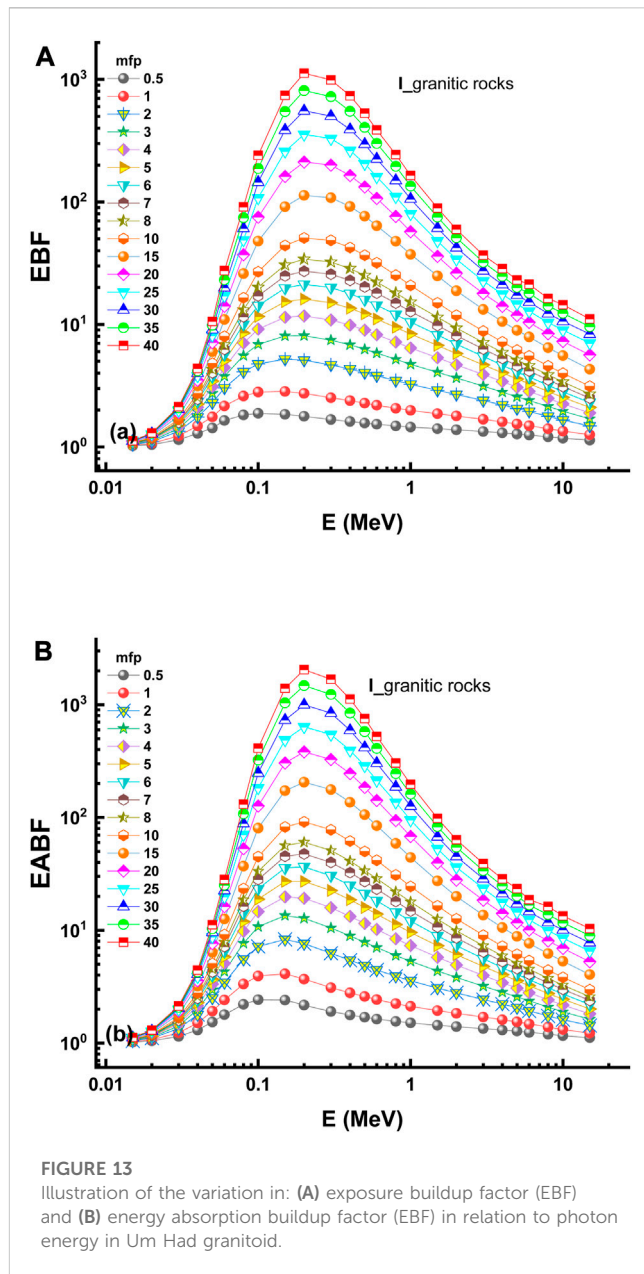 A
mfp
0.5
1
2
3
4
5
6
7
8
10
15
20
25
30
35
40
I_granitic rocks
10³
10²
10¹
10⁰
EBF
(a)
0.01 0.1 1 10
E (MeV)
B
mfp
0.5
1
2
3
4
5
6
7
8
10
15
20
25
30
35
40
I_granitic rocks
10³
10²
10¹
10⁰
EABF
(b)
0.01 0.1 1 10
E (MeV)
FIGURE 13
Illustration of the variation in: (A) exposure buildup factor (EBF)
and (B) energy absorption buildup factor (EBF) in relation to photon
energy in Um Had granitoid.